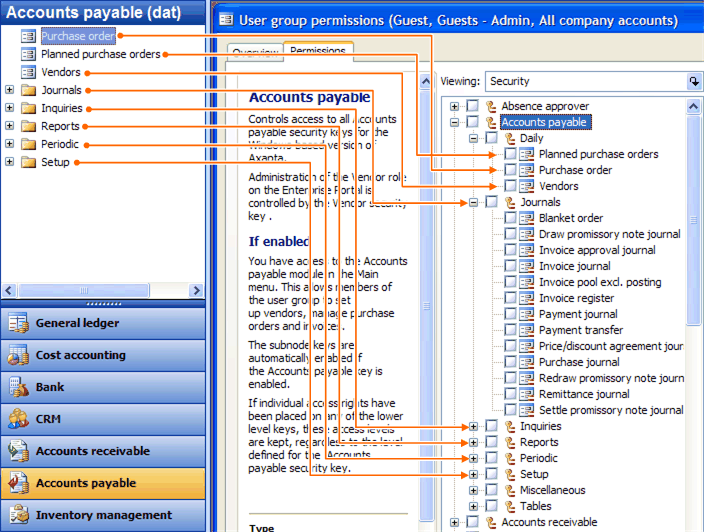 Accounts payable (dat)
Purchase order
Planned purchase orders
Vendors
Journals
Inquiries
Reports
Periodic
Setup
General ledger
Cost accounting
Bank
CRM
Accounts receivable
Accounts payable
Inventory management
User group permissions (Guest, Guests - Admin, All company accounts)
Overview
Permissions
Accounts payable
Controls access to all Accounts
payable security keys for the
Windows-based version of
Axapta.
Administration of the Vendor role
on the Enterprise Portal is
controlled by the Vendor security
key .
If enabled
You have access to the Accounts
payable module in the Main
menu. This allows members of
the user group to set
up vendors, manage purchase
orders and invoices .
The subnode keys are
automatically enabled if
the Accounts payable key is
enabled.
If individual access rights have
been placed on any of the lower
level keys, these access levels
are kept, regardless to the level
defined for the Accounts
payable security key.
Type
Viewing:
Security
Absence approver
Accounts payable
Daily
Planned purchase orders
Purchase order
Vendors
Journals
Blanket order
Draw promissory note journal
Invoice approval journal
Invoice journal
Invoice pool excl. posting
Invoice register
Payment journal
Payment transfer
Price/discount agreement jour
Purchase journal
Redraw promissory note journ
Remittance journal
Settle promissory note journal
Inquiries
Reports
Periodic
Setup
Miscellaneous
Tables
Accounts receivable